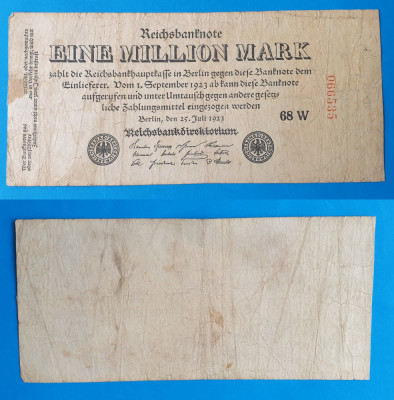 Reichsbanknote
EINE MILLION MARK
zahlt die Reichsbankhauptkasse in Berlin gegen diese Banknote dem
Einlieferer. Vom 1. September 1923 ab kann diese Banknote
aufgerufen und unter Umtausch gegen andere gesetz-
liche Zahlungsmittel eingezogen werden
Berlin, den 25. Juli 1923
Reichsbankdirektorium
68 W
066535